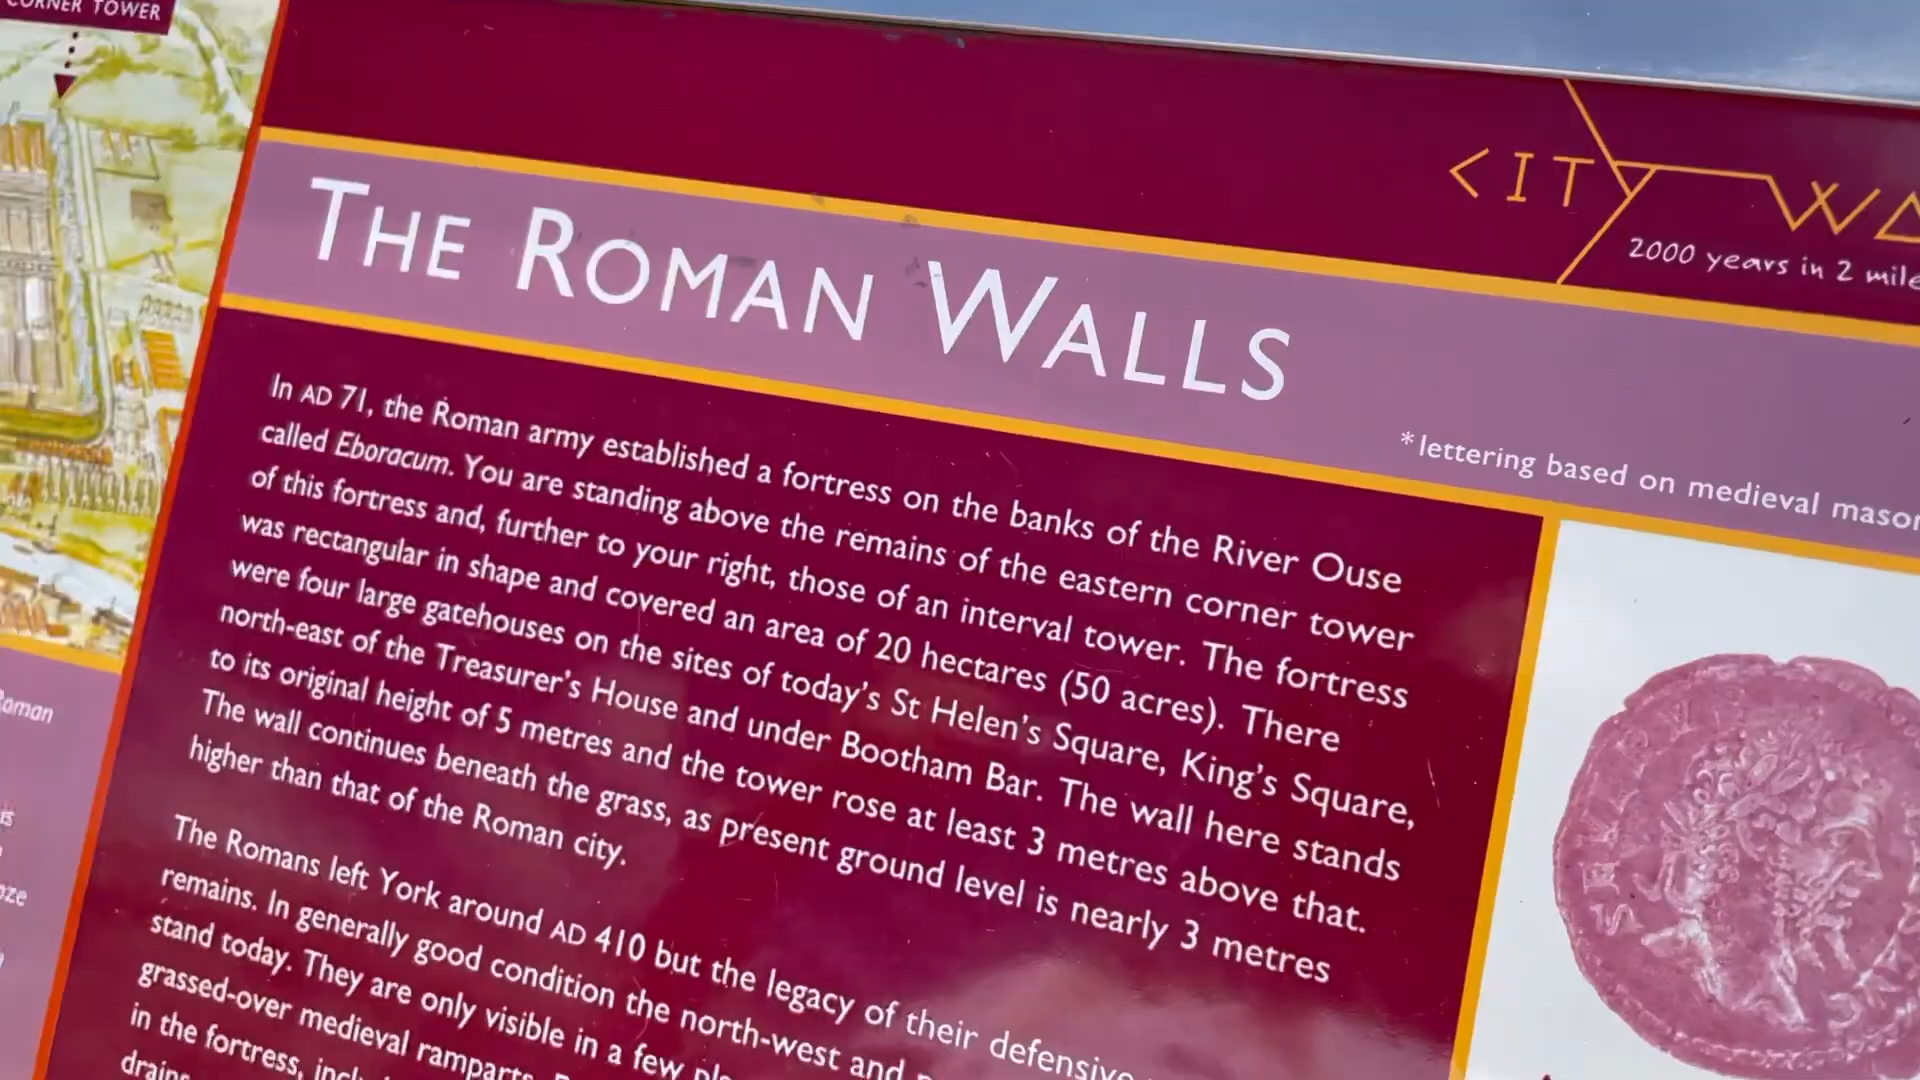 CORNER TOWER
CITY WA
2000 years in 2 mile
THE ROMAN WALLS
*lettering based on medieval mason
In AD 71, the Roman army established a fortress on the banks of the River Ouse
called Eboracum. You are standing above the remains of the eastern corner tower
of this fortress and, further to your right, those of an interval tower. The fortress
was rectangular in shape and covered an area of 20 hectares (50 acres). There
were four large gatehouses on the sites of today's St Helen's Square, King's Square,
north-east of the Treasurer's House and under Bootham Bar. The wall here stands
to its original height of 5 metres and the tower rose at least 3 metres above that.
The wall continues beneath the grass, as present ground level is nearly 3 metres
higher than that of the Roman city.
The Romans left York around AD 410 but the legacy of their defensive
remains. In generally good condition the north-west and
stand today. They are only visible in a few
grassed-over medieval ramparts.
in the fortress,
drains
Roman